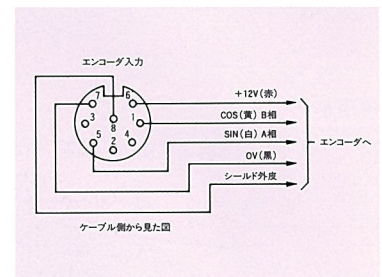 エンコーダ入力
7
6
3
1
8
5
4
2
+12V(赤)
COS(黄)B相
SIN(白)A相
OV(黒)
シールド外皮
エンコーダへ
ケーブル側から見た図